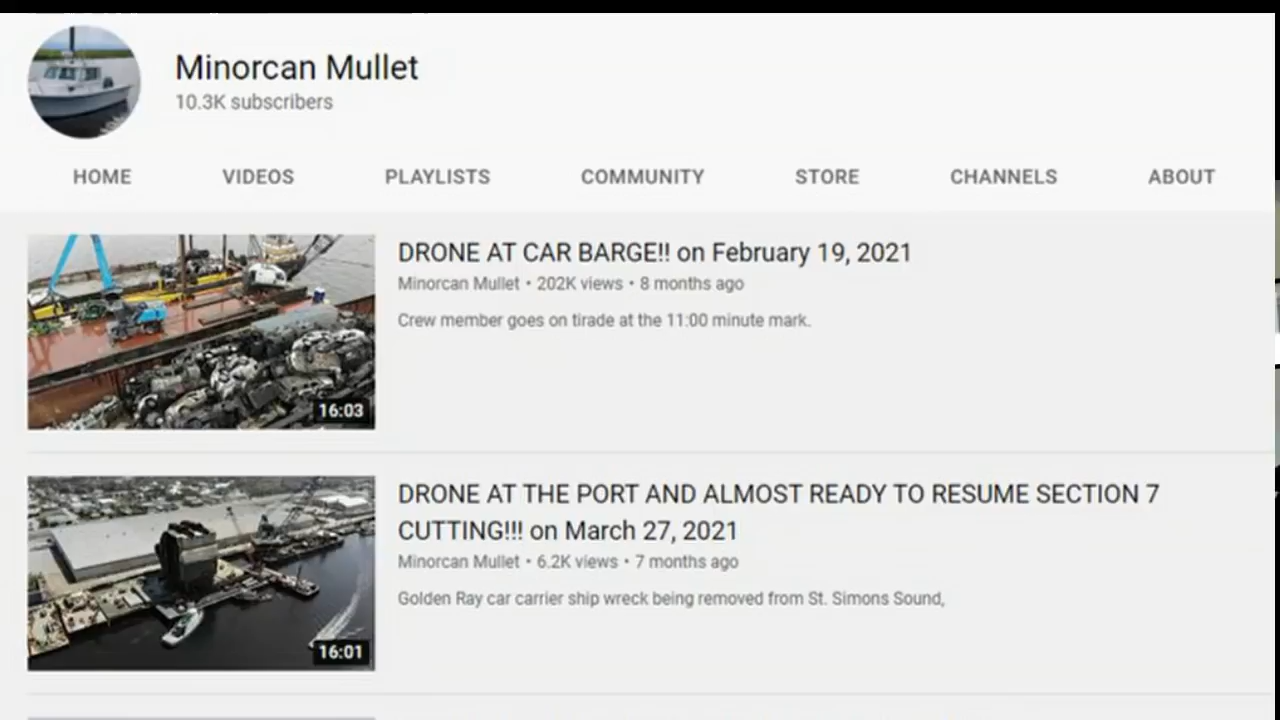 Minorcan Mullet
10.3K subscribers
HOME VIDEOS PLAYLISTS COMMUNITY STORE CHANNELS ABOUT
DRONE AT CAR BARGE!! on February 19, 2021
Minorcan Mullet • 202K views • 8 months ago
Crew member goes on tirade at the 11:00 minute mark.
16:03
DRONE AT THE PORT AND ALMOST READY TO RESUME SECTION 7
CUTTING!!! on March 27, 2021
Minorcan Mullet • 6.2K views • 7 months ago
Golden Ray car carrier ship wreck being removed from St. Simons Sound,
16:01